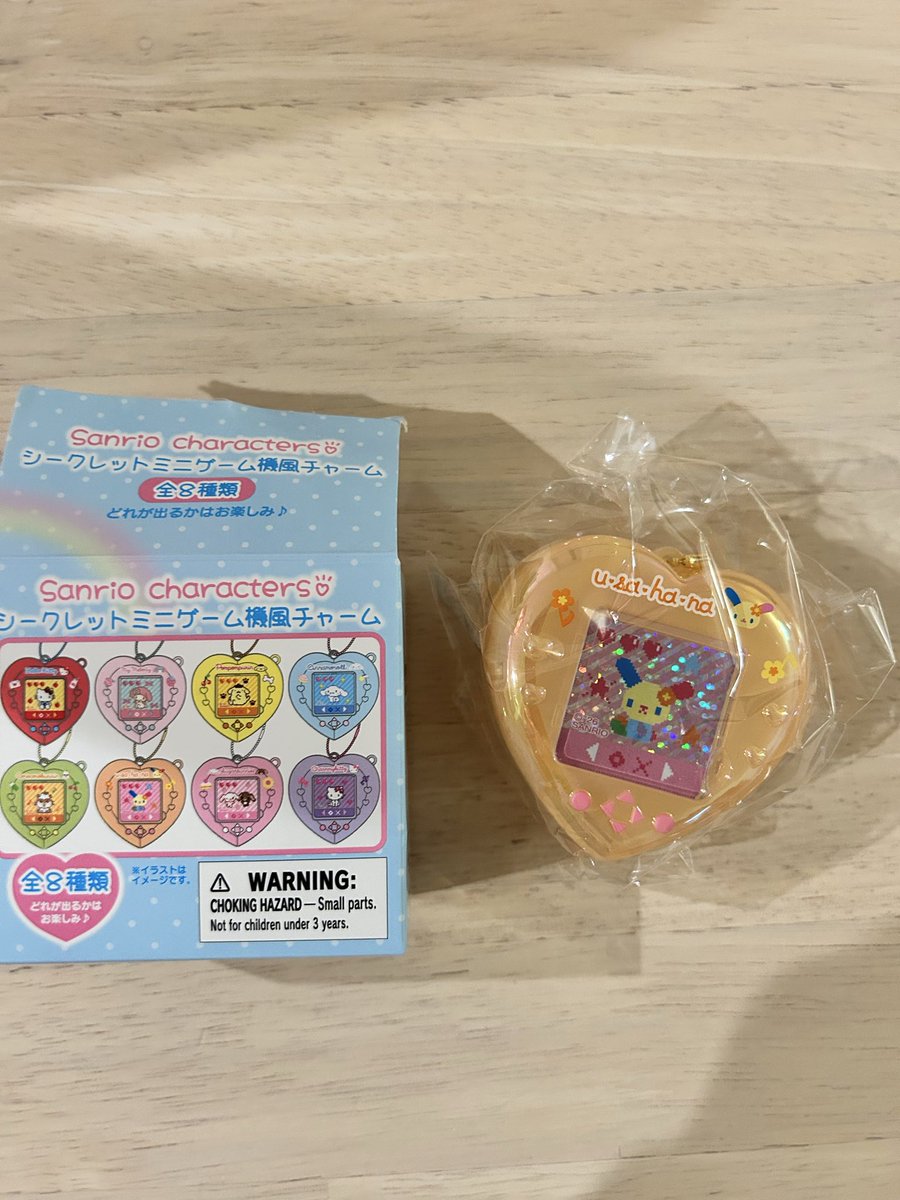 Sanrio characters
シークレットミニゲーム機風チャーム
全8種類
どれが出るかはお楽しみ♪
Sanrio characters
シークレットミニゲーム機風チャーム
Pompompurin
Cinnamoroll
全8種類
どれが出るかは
お楽しみ♪
※イラストは
イメージです。
WARNING:
CHOKING HAZARD — Small parts.
Not for children under 3 years.
u•sa•ha•na
SANRIO